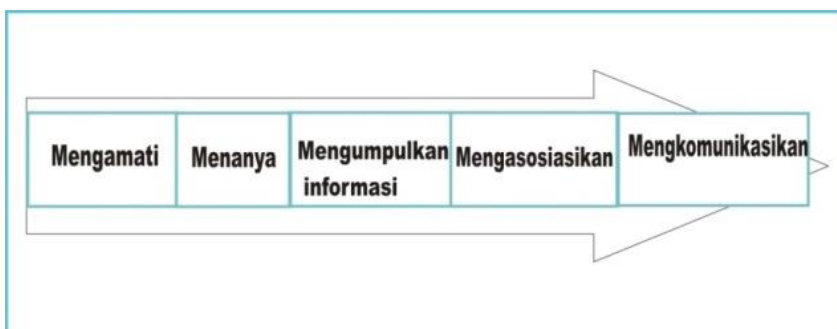 Mengamati
Menanya
Mengumpulkan
informasi
Mengasosiasikan
Mengkomunikasikan